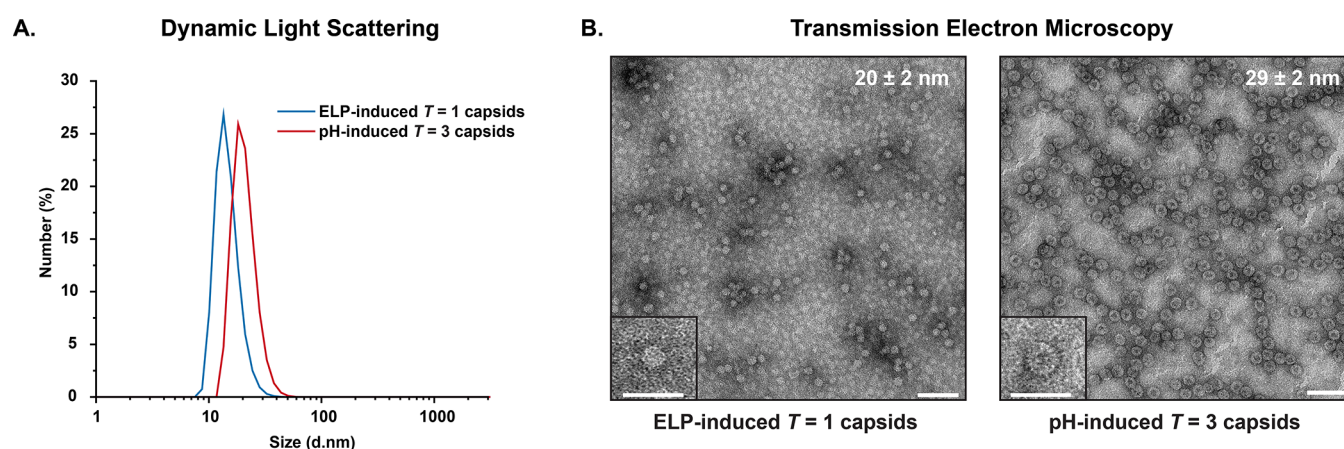 A.
Dynamic Light Scattering
30
25
20
15
10
5
0
Number (%)
1
10
100
1000
Size (d.nm)
ELP-induced T = 1 capsids
pH-induced T = 3 capsids
B.
Transmission Electron Microscopy
20 ± 2 nm
29 ± 2 nm
ELP-induced T = 1 capsids
pH-induced T = 3 capsids